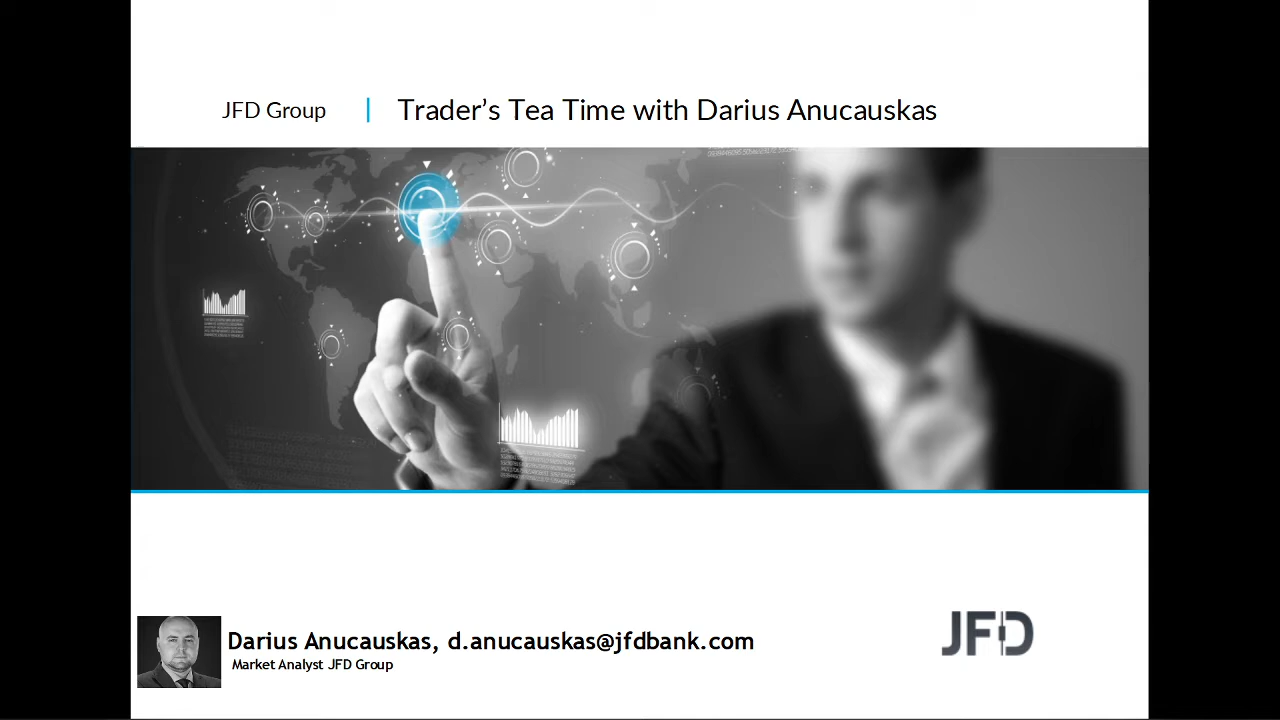 JFD Group | Trader’s Tea Time with Darius Anucauskas
Darius Anucauskas, d.anucauskas@jfdbank.com
Market Analyst JFD Group
JFD